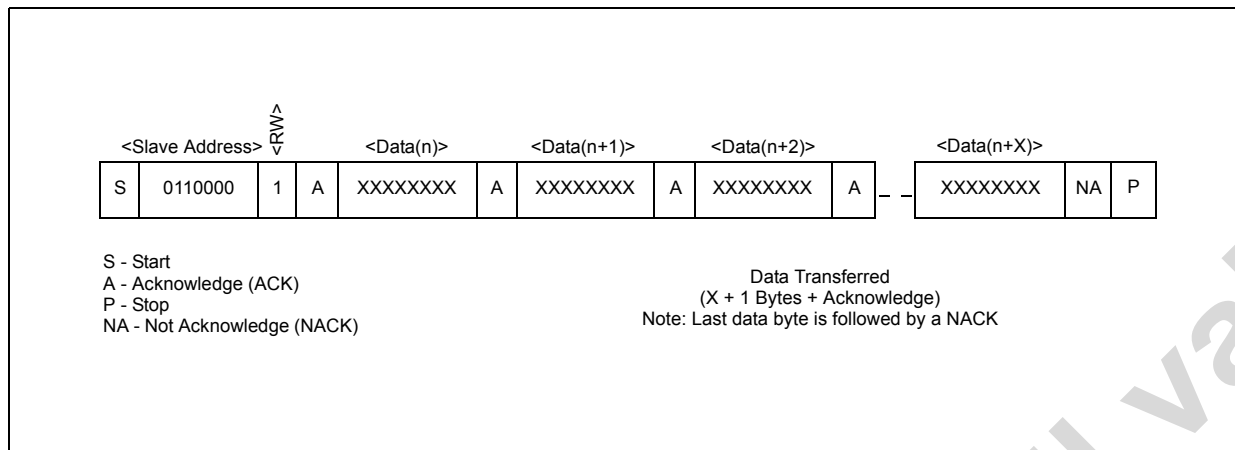 <Slave Address> <RW> <Data(n)> <Data(n+1)> <Data(n+2)> <Data(n+X)>
S 0110000 1 A XXXXXXXX A XXXXXXXX A XXXXXXXX A XXXXXXXX NA P
S - Start
A - Acknowledge (ACK)
P - Stop
NA - Not Acknowledge (NACK)
Data Transferred
(X + 1 Bytes + Acknowledge)
Note: Last data byte is followed by a NACK